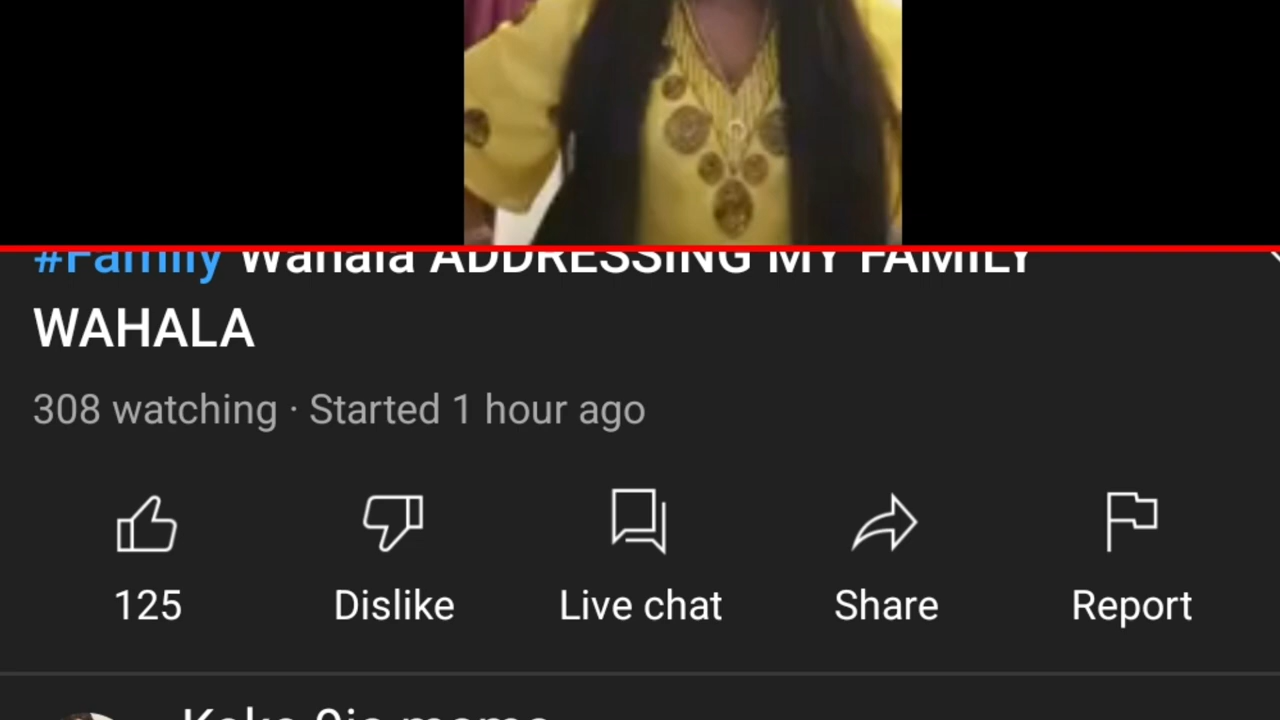 #Family Wahala ADDRESSING MY FAMILY
WAHALA
308 watching · Started 1 hour ago
125
Dislike
Live chat
Share
Report